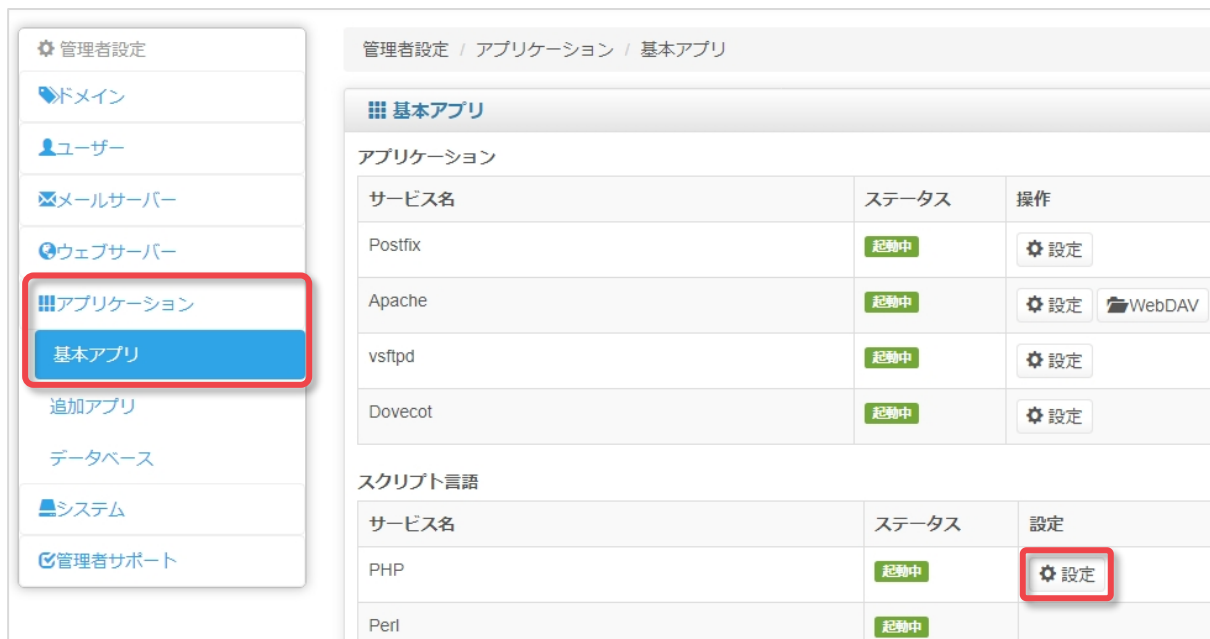 管理者設定
ドメイン
ユーザー
メールサーバー
ウェブサーバー
アプリケーション
基本アプリ
追加アプリ
データベース
システム
管理者サポート
管理者設定 / アプリケーション / 基本アプリ
基本アプリ
アプリケーション
サービス名 ステータス 操作
Postfix 起動中 設定
Apache 起動中 設定 WebDAV
vsftpd 起動中 設定
Dovecot 起動中 設定
スクリプト言語
サービス名 ステータス 設定
PHP 起動中 設定
Perl 起動中